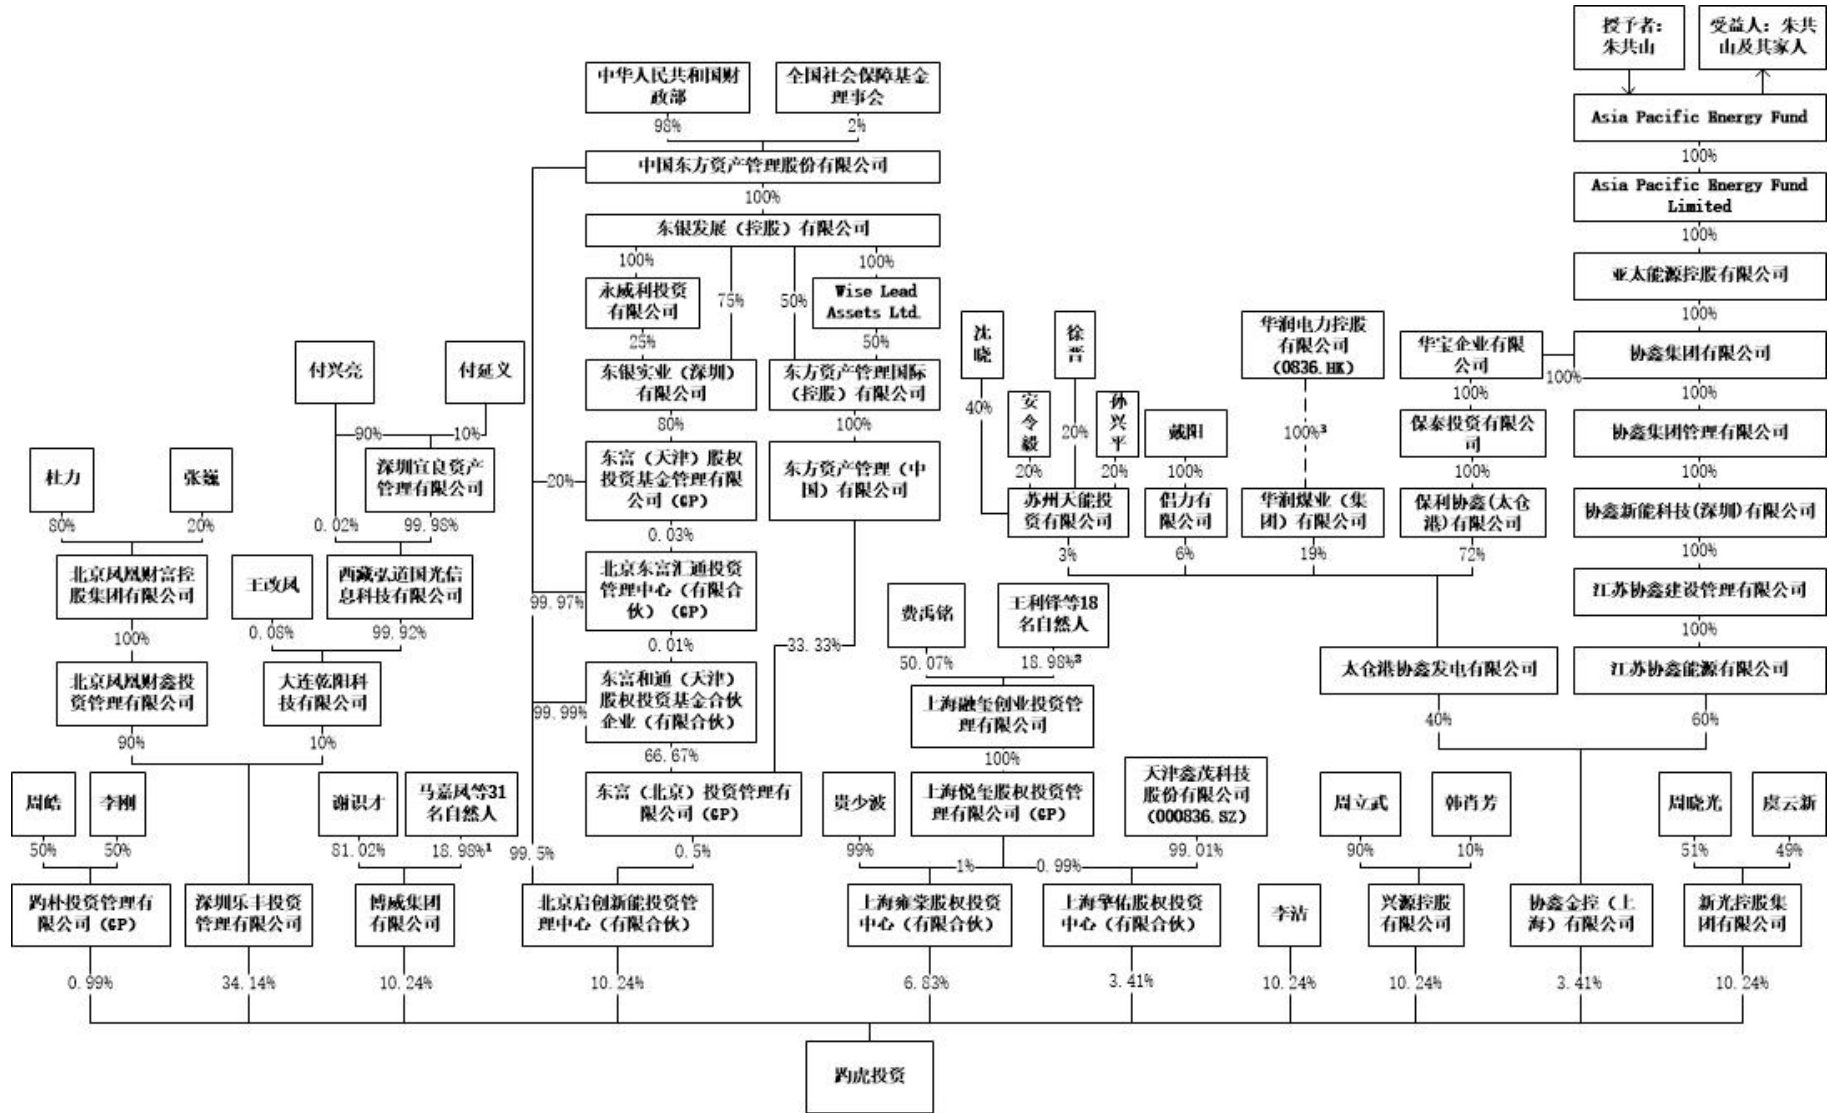 授予者：
朱共山
受益人：朱共
山及其家人
中华人民共和国财
政部
全国社会保障基金
理事会
Asia Pacific Energy Fund
98%
2%
100%
中国东方资产管理股份有限公司
Asia Pacific Energy Fund
Limited
100%
东银发展（控股）有限公司
100%
100%
100%
亚太能源控股有限公司
永威利投资
有限公司
75%
50%
Wise Lead
Assets Ltd.
100%
沈
晓
徐
晋
华润电力控股
有限公司
（0836.HK）
华宝企业有限
公司
协鑫集团有限公司
25%
50%
100%
付兴亮
付延义
东银实业（深圳）
有限公司
东方资产管理国际
（控股）有限公司
100%
100%
40%
安
令
毅
孙
兴
平
戴阳
90%
10%
80%
100%
20%
100%³
保泰投资有限公
司
协鑫集团管理有限公司
杜力
张巍
深圳宜良资产
管理有限公司
东富（天津）股权
投资基金管理有限
公司（GP）
东方资产管理（中
国）有限公司
20%
20%
20%
100%
100%
100%
苏州天能投
资有限公司
侣力有
限公司
华润煤业（集
团）有限公司
保利协鑫(太仓
港)有限公司
协鑫新能科技(深圳)有限公司
80%
20%
0.02%
99.98%
0.03%
3%
6%
19%
72%
100%
北京凤凰财富控
股集团有限公司
王改凤
西藏弘道国光信
息科技有限公司
北京东富汇通投资
管理中心（有限合
伙）（GP）
99.97%
费禹铭
王利锋等18
名自然人
江苏协鑫建设管理有限公司
100%
0.08%
99.92%
0.01%
33.33%
50.07%
18.98%³
100%
北京凤凰财鑫投
资管理有限公司
大连乾阳科
技有限公司
东富和通（天津）
股权投资基金合伙
企业（有限合伙）
99.99%
上海融玺创业投资管
理有限公司
太仓港协鑫发电有限公司
江苏协鑫能源有限公司
90%
10%
66.67%
100%
40%
60%
周皓
李刚
谢识才
马嘉凤等31
名自然人
东富（北京）投资管理有
限公司（GP）
贵少波
上海悦玺股权投资管
理有限公司（GP）
天津鑫茂科技
股份有限公司
（000836.SZ）
周立武
韩肖芳
周晓光
虞云新
50%
50%
81.02%
18.98%¹
99.5%
0.5%
99%
1%
0.99%
99.01%
90%
10%
51%
49%
朴投资管理有
限公司（GP）
深圳乐丰投资
管理有限公司
博威集团
有限公司
北京启创新能投资管
理中心（有限合伙）
上海雍棠股权投资
中心（有限合伙）
上海擎佑股权投资
中心（有限合伙）
李洁
兴源控股
有限公司
协鑫金控（上
海）有限公司
新光控股集
团有限公司
0.99%
34.14%
10.24%
10.24%
6.83%
3.41%
10.24%
10.24%
3.41%
10.24%
虎投资